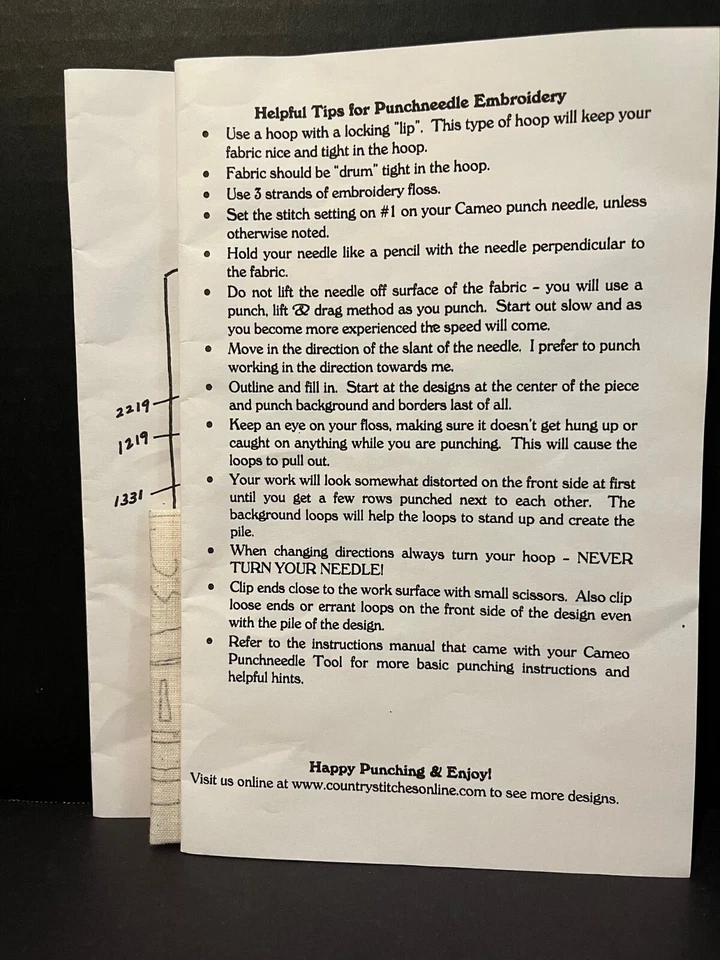 Helpful Tips for Punchneedle Embroidery
• Use a hoop with a locking "lip". This type of hoop will keep your
fabric nice and tight in the hoop.
• Fabric should be "drum" tight in the hoop.
• Use 3 strands of embroidery floss.
• Set the stitch setting on #1 on your Cameo punch needle, unless
otherwise noted.
• Hold your needle like a pencil with the needle perpendicular to
the fabric.
• Do not lift the needle off surface of the fabric – you will use a
punch, lift & drag method as you punch. Start out slow and as
you become more experienced the speed will come.
• Move in the direction of the slant of the needle. I prefer to punch
working in the direction towards me.
• Outline and fill in. Start at the designs at the center of the piece
and punch background and borders last of all.
• Keep an eye on your floss, making sure it doesn't get hung up or
caught on anything while you are punching. This will cause the
loops to pull out.
• Your work will look somewhat distorted on the front side at first
until you get a few rows punched next to each other. The
background loops will help the loops to stand up and create the
pile.
• When changing directions always turn your hoop – NEVER
TURN YOUR NEEDLE!
• Clip ends close to the work surface with small scissors. Also clip
loose ends or errant loops on the front side of the design even
with the pile of the design.
• Refer to the instructions manual that came with your Cameo
Punchneedle Tool for more basic punching instructions and
helpful hints.
Happy Punching & Enjoy!
Visit us online at www.countrystitchesonline.com to see more designs.
2219
1219
1331